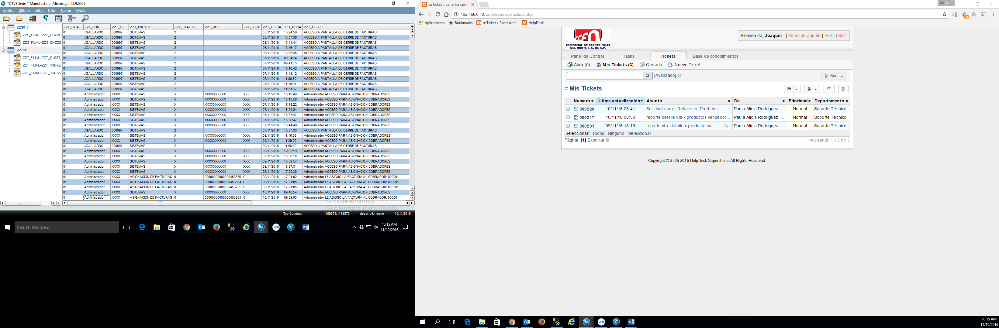 TOTVS Serie T Manufactura (Microsiga) 02.9.0005
Archivo Utilitario Indice Editar Buscar Ayuda
ZZS010
ZZS_FILIAL+ZZS_CLAVE
ZZS_FILIAL+ZZS_ID+ZZS
ZZT010
ZZT_FILIAL+ZZT_ID+ZZT_
ZZT_FILIAL+ZZT_NOM+Z
ZZT_FILIAL+ZZT_DOC+Z
ZZT_FILIAL ZZT_NOM ZZT_ID ZZT_PUESTO ZZT_STATUS ZZT_DOC ZZT_SERIE ZZT_FECHA ZZT_HORA ZZT_OBSER
01 JGALLARDO ... 000997 SISTEMAS 2 05/11/2016 13:24:58 ACCESO A PANTALLA DE CIERRE DE FACTURAS
01 JGALLARDO ... 000997 SISTEMAS 2 05/11/2016 13:37:38 ACCESO A PANTALLA DE CIERRE DE FACTURAS
01 JGALLARDO ... 000997 SISTEMAS 2 05/11/2016 13:44:44 ACCESO A PANTALLA DE CIERRE DE FACTURAS
01 JGALLARDO ... 000997 SISTEMAS 2 05/11/2016 13:46:17 ACCESO A PANTALLA DE CIERRE DE FACTURAS
01 JGALLARDO ... 000997 SISTEMAS 2 05/11/2016 13:58:35 ACCESO A PANTALLA DE CIERRE DE FACTURAS
01 JGALLARDO ... 000997 SISTEMAS 2 07/11/2016 09:34:24 ACCESO A PANTALLA DE CIERRE DE FACTURAS
01 JGALLARDO ... 000997 SISTEMAS 2 07/11/2016 09:41:15 ACCESO A PANTALLA DE CIERRE DE FACTURAS
01 JGALLARDO ... 000997 SISTEMAS 2 07/11/2016 10:16:42 ACCESO A PANTALLA DE CIERRE DE FACTURAS
01 JGALLARDO ... 000997 SISTEMAS 2 07/11/2016 10:49:12 ACCESO A PANTALLA DE CIERRE DE FACTURAS
01 JGALLARDO ... 000997 SISTEMAS 2 07/11/2016 11:00:52 ACCESO A PANTALLA DE CIERRE DE FACTURAS
01 JGALLARDO ... 000997 SISTEMAS 2 07/11/2016 11:19:01 ACCESO A PANTALLA DE CIERRE DE FACTURAS
01 JGALLARDO ... 000997 SISTEMAS 2 07/11/2016 11:23:32 ACCESO A PANTALLA DE CIERRE DE FACTURAS
01 Administrador XXXX SISTEMAS X XXXXXXXXXX XXX 07/11/2016 15:12:46 Administrador ACCESO PARA ASIGNACION COBRADORES
01 Administrador XXXX SISTEMAS X XXXXXXXXXX XXX 07/11/2016 15:13:58 Administrador ACCESO PARA ASIGNACION COBRADORES
01 Administrador XXXX SISTEMAS X XXXXXXXXXX XXX 07/11/2016 15:19:22 Administrador ACCESO PARA ASIGNACION COBRADORES
01 Administrador XXXX SISTEMAS X XXXXXXXXXX XXX 07/11/2016 15:29:24 Administrador ACCESO PARA ASIGNACION COBRADORES
01 Administrador XXXX SISTEMAS X XXXXXXXXXX XXX 07/11/2016 15:33:47 Administrador ACCESO PARA ASIGNACION COBRADORES
01 Administrador XXXX SISTEMAS X XXXXXXXXXX XXX 07/11/2016 15:36:47 Administrador ACCESO PARA ASIGNACION COBRADORES
01 Administrador XXXX SISTEMAS X XXXXXXXXXX XXX 07/11/2016 15:44:48 Administrador ACCESO PARA ASIGNACION COBRADORES
01 JGALLARDO ... 000997 SISTEMAS 2 07/11/2016 15:57:33 ACCESO A PANTALLA DE CIERRE DE FACTURAS
01 Administrador XXXX SISTEMAS X XXXXXXXXXX XXX 09/11/2016 11:16:03 Administrador ACCESO PARA ASIGNACION COBRADORES
01 Administrador XXXX SISTEMAS X XXXXXXXXXX XXX 09/11/2016 11:39:00 Administrador ACCESO PARA ASIGNACION COBRADORES
01 JGALLARDO ... 000997 SISTEMAS 2 09/11/2016 11:58:02 ACCESO A PANTALLA DE CIERRE DE FACTURAS
01 Administrador XXXX SISTEMAS X XXXXXXXXXX XXX 09/11/2016 12:05:19 Administrador ACCESO PARA ASIGNACION COBRADORES
01 Administrador XXXX SISTEMAS X XXXXXXXXXX XXX 09/11/2016 15:38:10 Administrador ACCESO PARA ASIGNACION COBRADORES
01 Administrador XXXX SISTEMAS X XXXXXXXXXX XXX 09/11/2016 15:52:57 Administrador ACCESO PARA ASIGNACION COBRADORES
01 Administrador XXXX SISTEMAS X XXXXXXXXXX XXX 09/11/2016 15:57:31 Administrador ACCESO PARA ASIGNACION COBRADORES
01 Administrador XXXX SISTEMAS X XXXXXXXXXX XXX 09/11/2016 17:20:30 Administrador ACCESO PARA ASIGNACION COBRADORES
01 Administrador XXXX ASIGNACION DE FACTURAS 0 00000000000000453379 C 09/11/2016 17:21:02 Administrador LE ASIGNO LA FACTURA AL COBRADOR: 000001
01 Administrador XXXX ASIGNACION DE FACTURAS 0 00000000000000453584 C 09/11/2016 17:21:05 Administrador LE ASIGNO LA FACTURA AL COBRADOR: 000001
01 Administrador XXXX ASIGNACION DE FACTURAS 0 00000000000000453735 C 09/11/2016 17:21:05 Administrador LE ASIGNO LA FACTURA AL COBRADOR: 000001
01 Administrador XXXX SISTEMAS X XXXXXXXXXX XXX 10/11/2016 09:48:54 Administrador ACCESO PARA ASIGNACION COBRADORES
01 Administrador XXXX ASIGNACION DE FACTURAS 0 00000000000000453584 C 10/11/2016 09:59:03 Administrador LE ASIGNO LA FACTURA AL COBRADOR: 000001
Activate Windows
Go to Settings to activate Windows.
Top Connect 1189573/1189573 desarrollo_joako 10/11/2016
Search Windows
10:15 AM
11/10/2016
osTicket :: panel de cont
Joaquin
192.168.0.10/osTickets/scp/tickets.php
Aplicaciones Bookmarks osTicket :: Panel de C HelpDesk
COMERCIAL DE CARNES FRÍAS
DEL NORTE S.A. DE C.V.
Bienvenido, Joaquin . | Panel de agente | Perfil | Salir
Panel de Control Tasks Tickets Base de conocimientos
Abrir (0) Mis Tickets (3) Cerrado Nuevo Ticket
[Avanzado] Sort
Mis Tickets
Número Última actualización Asunto De Prioridad Departamento
000220 10/11/16 08:41 Solicitud correr Rehace en Protheus Paula Alicia Rodriguez ... Normal Soporte Técnico
000217 10/11/16 08:30 reporte detalle vta x productos vendedor... Paula Alicia Rodriguez ... Normal Soporte Técnico
000201 09/11/16 13:19 reporte vta. detalle x producto suc. ... 2 Paula Alicia Rodriguez ... Normal Soporte Técnico
Seleccionar: Todos Ninguno Seleccionar
Página: [1] Exportar Mostrando 1 - 3 de 3
Copyright © 2006-2016 HelpDesk Superchivas All Rights Reserved.
10:15 AM
11/10/2016